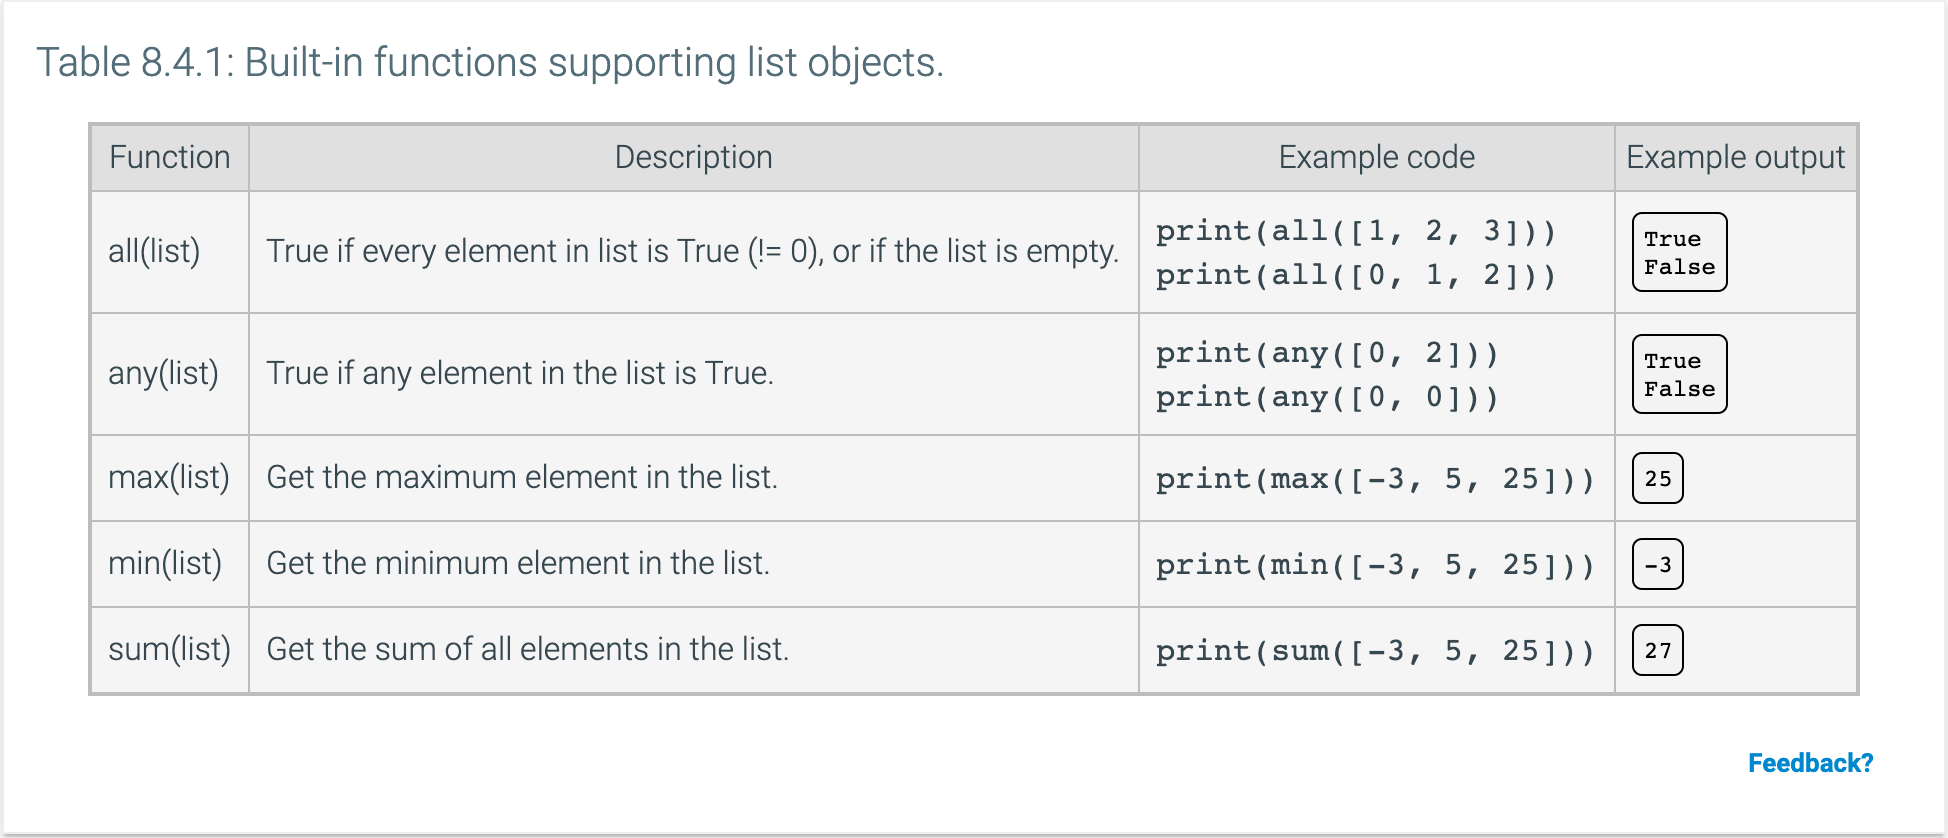 Table 8.4.1: Built-in functions supporting list objects.
Function Description Example code Example output
all(list) True if every element in list is True (!= 0), or if the list is empty. print(all([1, 2, 3])) True
print(all([0, 1, 2])) False
any(list) True if any element in the list is True. print(any([0, 2])) True
print(any([0, 0])) False
max(list) Get the maximum element in the list. print(max([-3, 5, 25])) 25
min(list) Get the minimum element in the list. print(min([-3, 5, 25])) -3
sum(list) Get the sum of all elements in the list. print(sum([-3, 5, 25])) 27
Feedback?